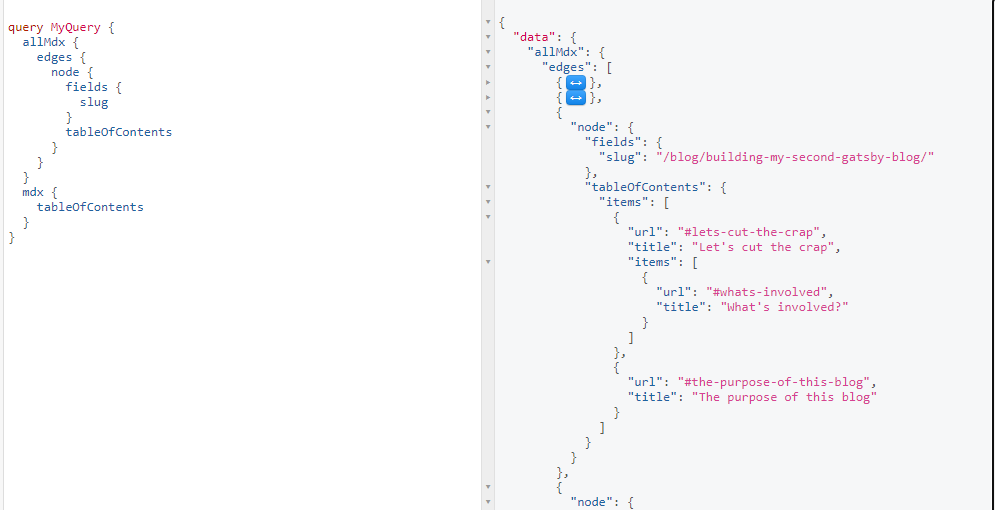 query MyQuery {
  allMdx {
    edges {
      node {
        fields {
          slug
        }
        tableOfContents
      }
    }
  }
  mdx {
    tableOfContents
  }
}
{
  "data": {
    "allMdx": {
      "edges": [
        {↔},
        {↔},
        {
          "node": {
            "fields": {
              "slug": "/blog/building-my-second-gatsby-blog/"
            },
            "tableOfContents": {
              "items": [
                {
                  "url": "#lets-cut-the-crap",
                  "title": "Let's cut the crap",
                  "items": [
                    {
                      "url": "#whats-involved",
                      "title": "What's involved?"
                    }
                  ]
                },
                {
                  "url": "#the-purpose-of-this-blog",
                  "title": "The purpose of this blog"
                }
              ]
            }
          }
        },
        {
          "node": {